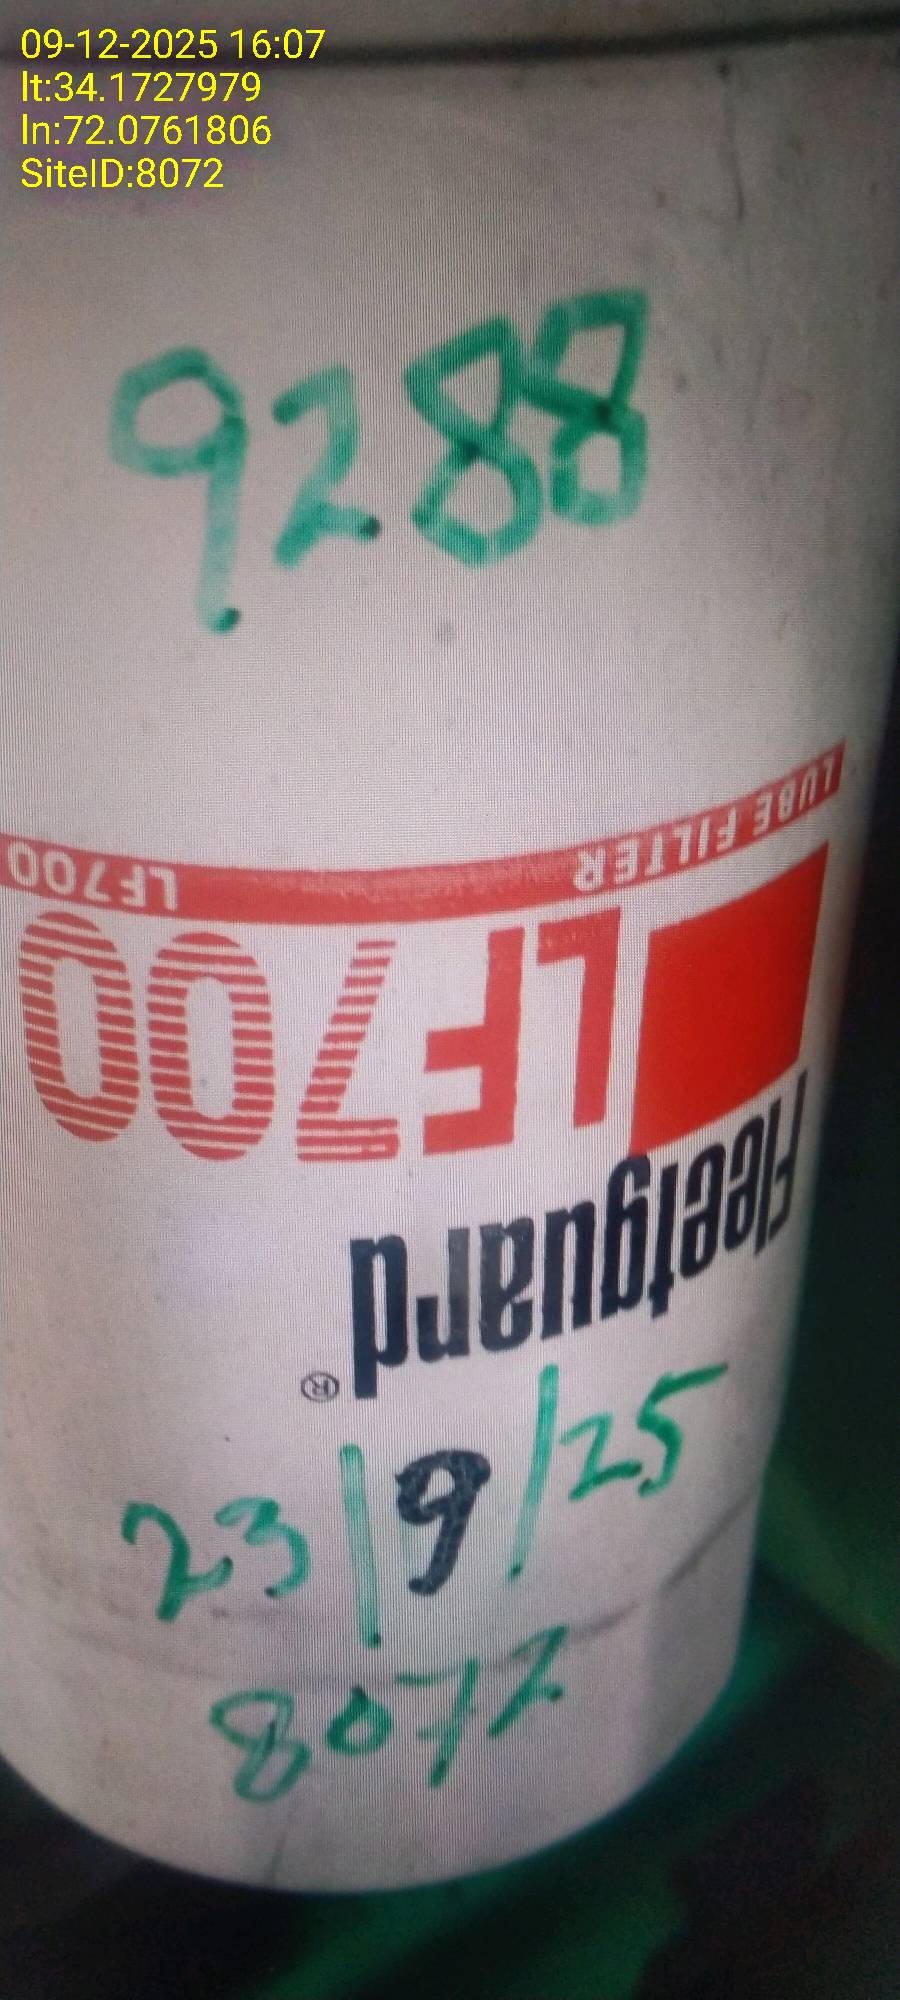 09-12-2025 16:07
lt:34.1727979
ln:72.0761806
SiteID:8072
9288
LUBE FILTER LF700
LF700
Fleetguard®
23/9/25
8072